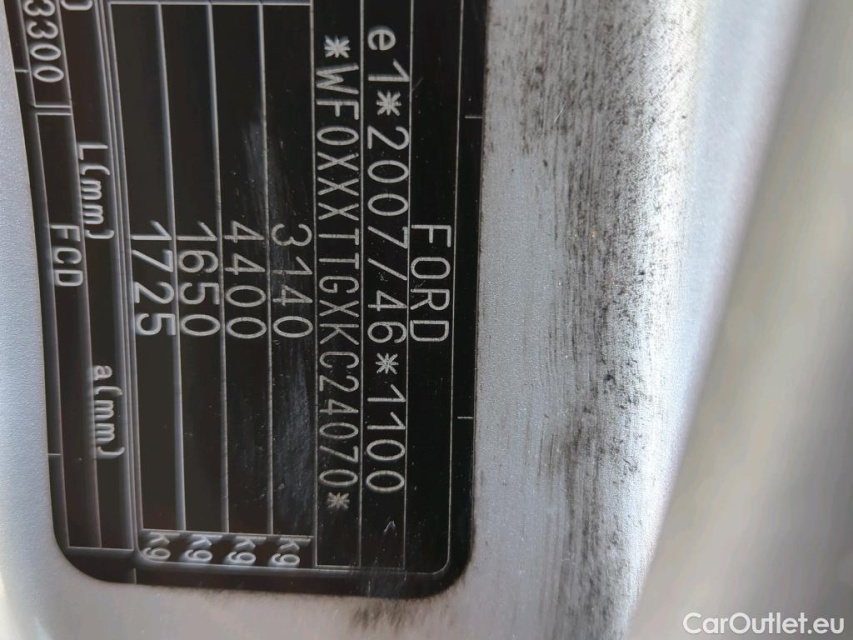 FORD
e1*2007/46*1100
*WF0XXXTTGXKC24070*
3140 kg
4400 kg
1650 kg
1725 kg
L(mm) a(mm)
3300 FCD
CarOutlet.eu